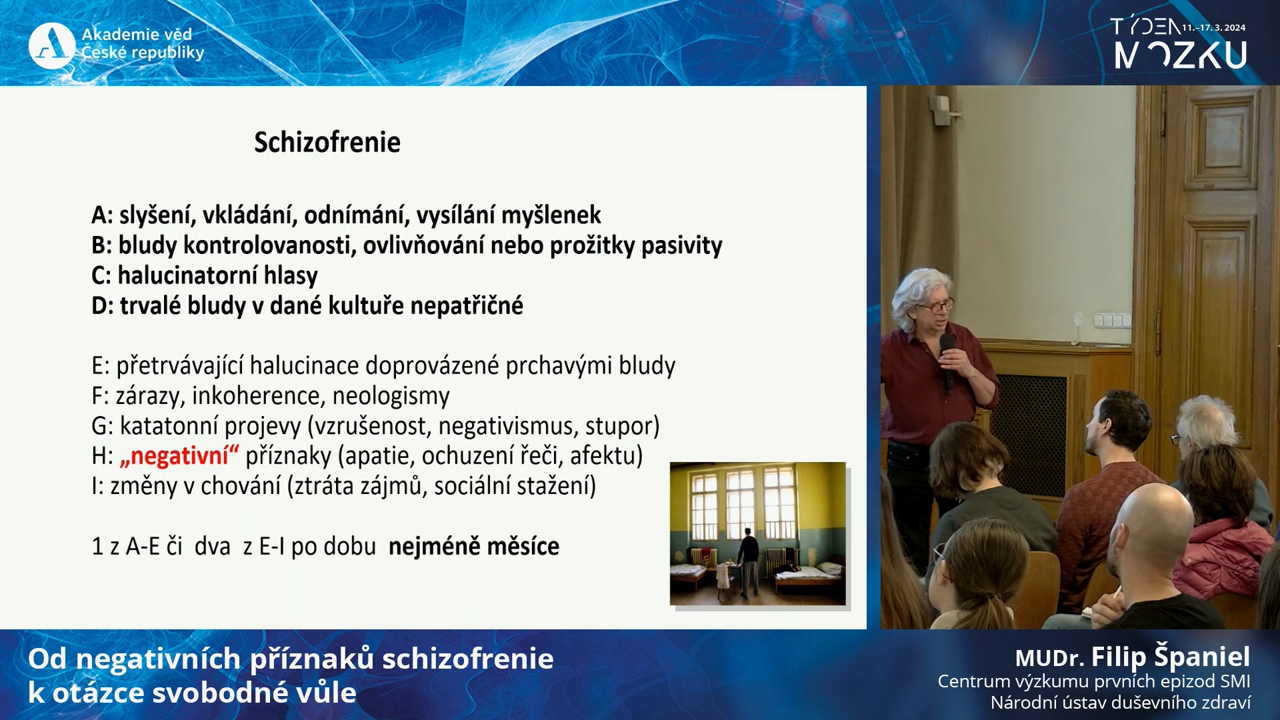 Akademie věd
České republiky
TÝDEN 11.–17. 3. 2024
MOZKU
Schizofrenie
A: slyšení, vkládání, odnímání, vysílání myšlenek
B: bludy kontrolovanosti, ovlivňování nebo prožitky pasivity
C: halucinatorní hlasy
D: trvalé bludy v dané kultuře nepatřičné
E: přetrvávající halucinace doprovázené prchavými bludy
F: zárazy, inkoherence, neologismy
G: katatonní projevy (vzrušenost, negativismus, stupor)
H: „negativní“ příznaky (apatie, ochuzení řeči, afektu)
I: změny v chování (ztráta zájmů, sociální stažení)
1 z A-E či dva z E-I po dobu nejméně měsíce
Od negativních příznaků schizofrenie
k otázce svobodné vůle
MUDr. Filip Španiel
Centrum výzkumu prvních epizod SMI
Národní ústav duševního zdraví